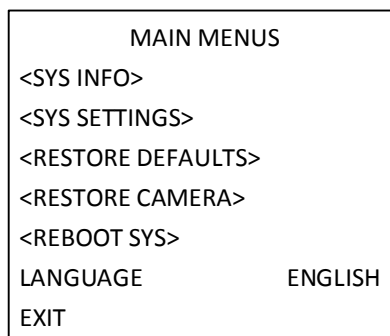 MAIN MENUS
<SYS INFO>
<SYS SETTINGS>
<RESTORE DEFAULTS>
<RESTORE CAMERA>
<REBOOT SYS>
LANGUAGE ENGLISH
EXIT